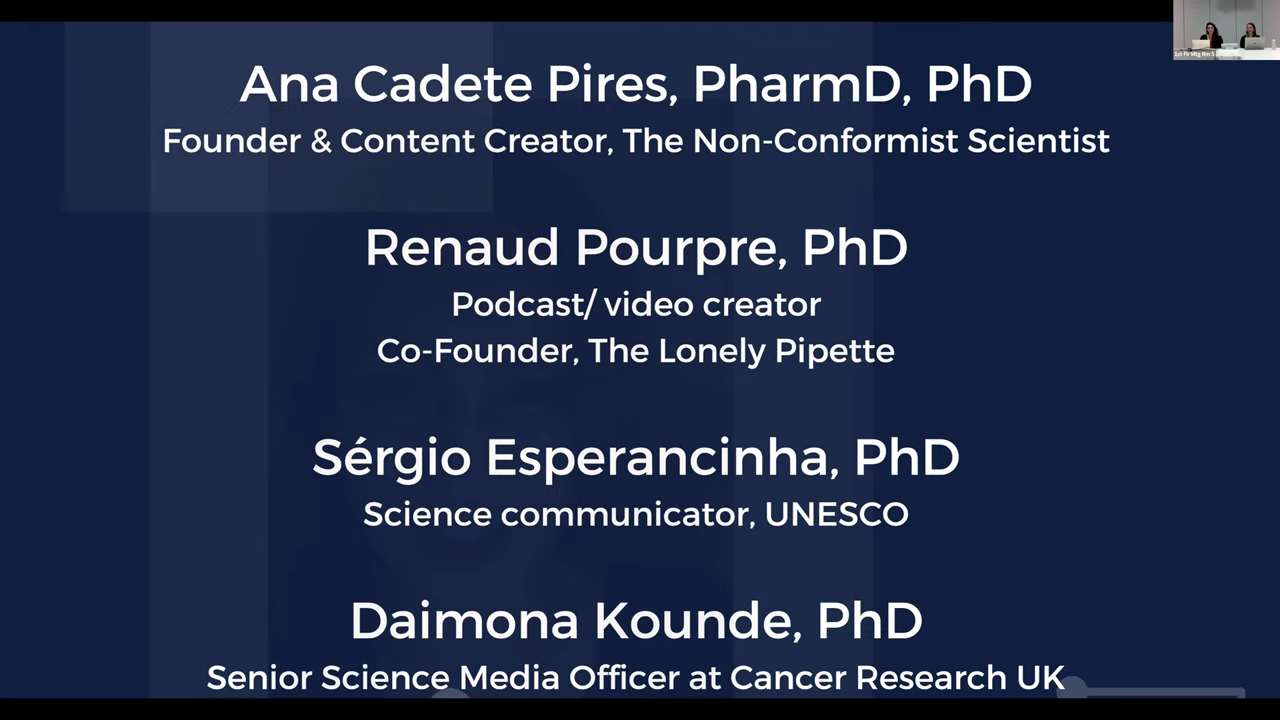 Ana Cadete Pires, PharmD, PhD
Founder & Content Creator, The Non-Conformist Scientist
Renaud Pourpre, PhD
Podcast/ video creator
Co-Founder, The Lonely Pipette
Sérgio Esperancinha, PhD
Science communicator, UNESCO
Daimona Kounde, PhD
Senior Science Media Officer at Cancer Research UK